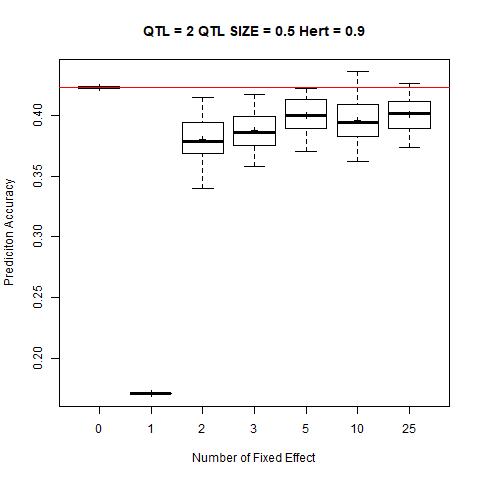 QTL = 2 QTL SIZE = 0.5 Hert = 0.9
0.40
0.35
0.30
0.25
0.20
Prediciton Accuracy
0 1 2 3 5 10 25
Number of Fixed Effect